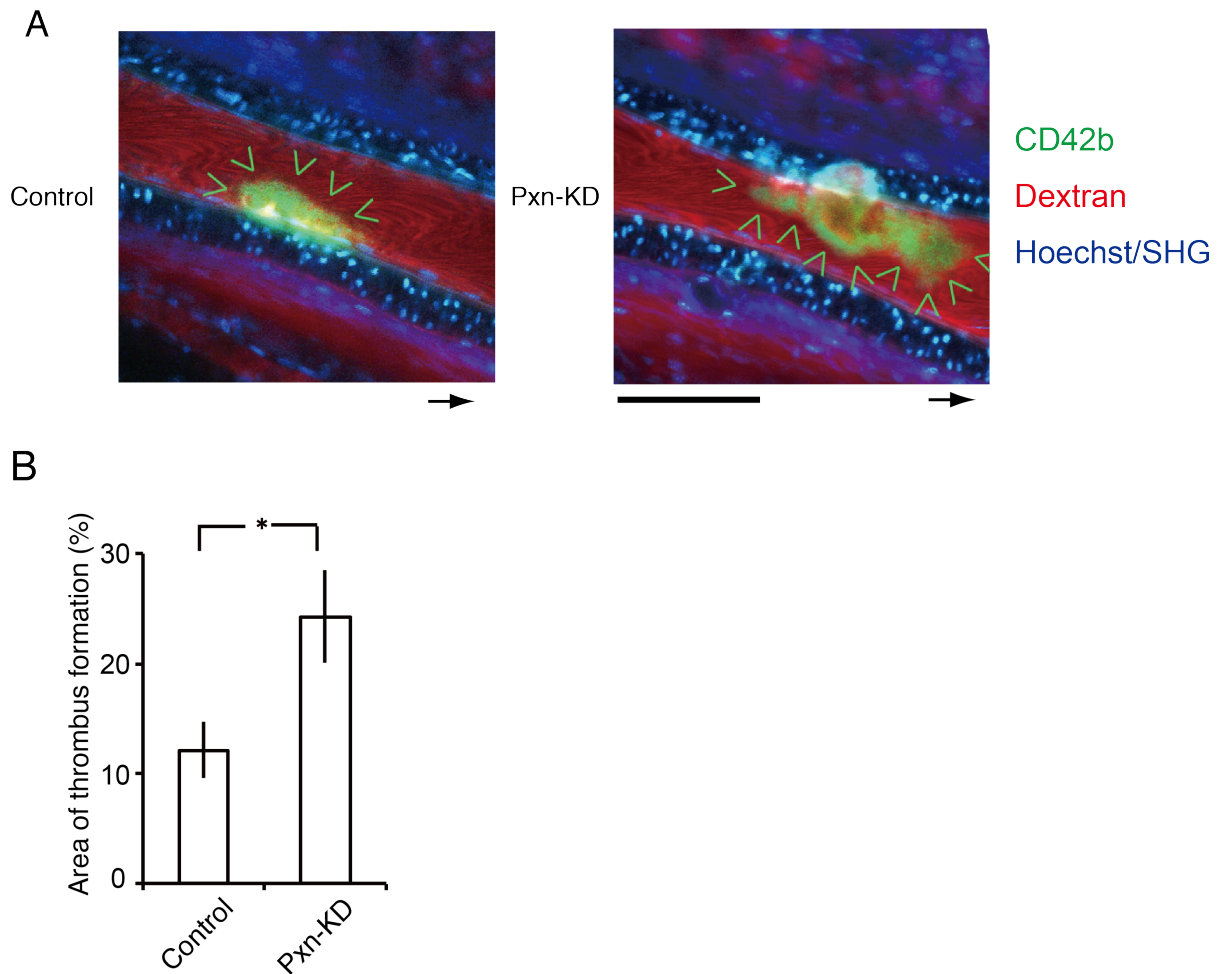 A
Control
Pxn-KD
CD42b
Dextran
Hoechst/SHG
B
Area of thrombus formation (%)
30
20
10
0
*
Control
Pxn-KD